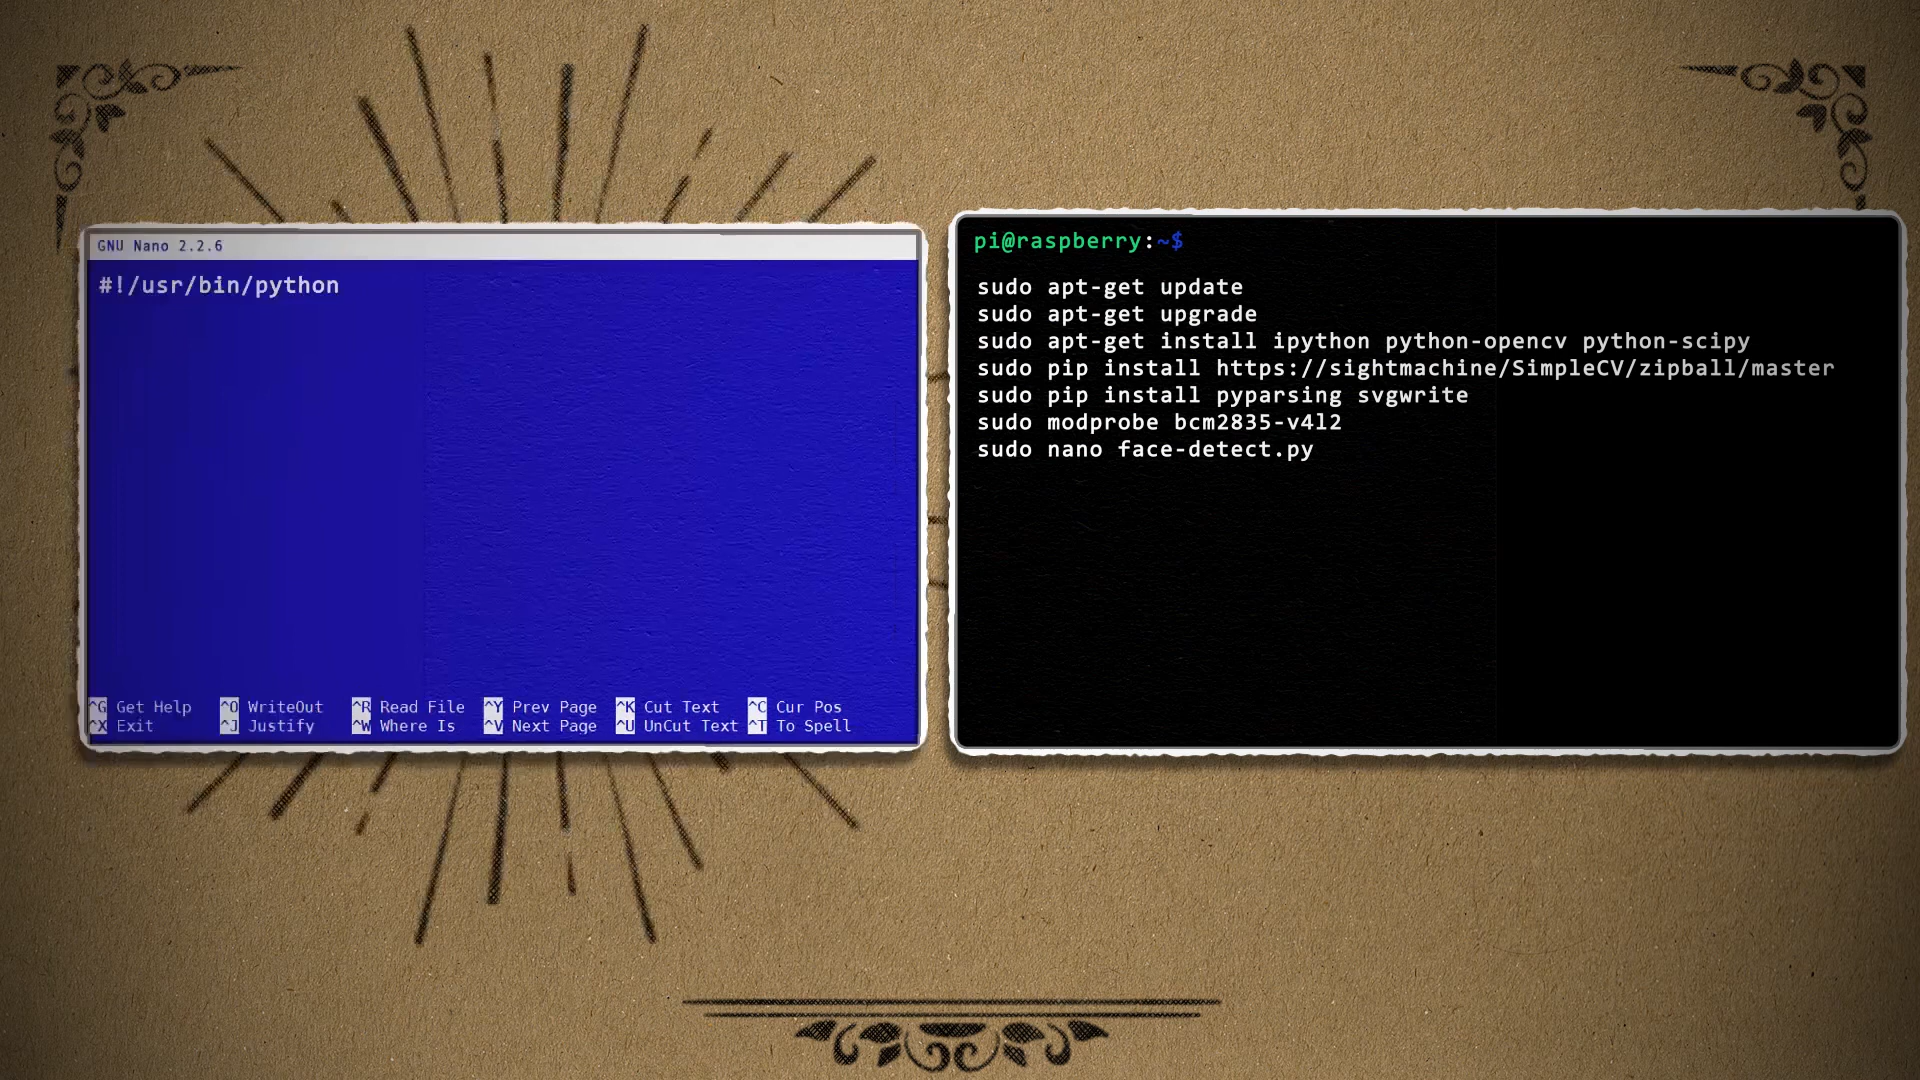 GNU Nano 2.2.6
#!/usr/bin/python
^G Get Help ^O WriteOut ^R Read File ^Y Prev Page ^K Cut Text ^C Cur Pos
^X Exit ^J Justify ^W Where Is ^V Next Page ^U UnCut Text ^T To Spell
pi@raspberry:~$
sudo apt-get update
sudo apt-get upgrade
sudo apt-get install ipython python-opencv python-scipy
sudo pip install https://sightmachine/SimpleCV/zipball/master
sudo pip install pyparsing svgwrite
sudo modprobe bcm2835-v4l2
sudo nano face-detect.py